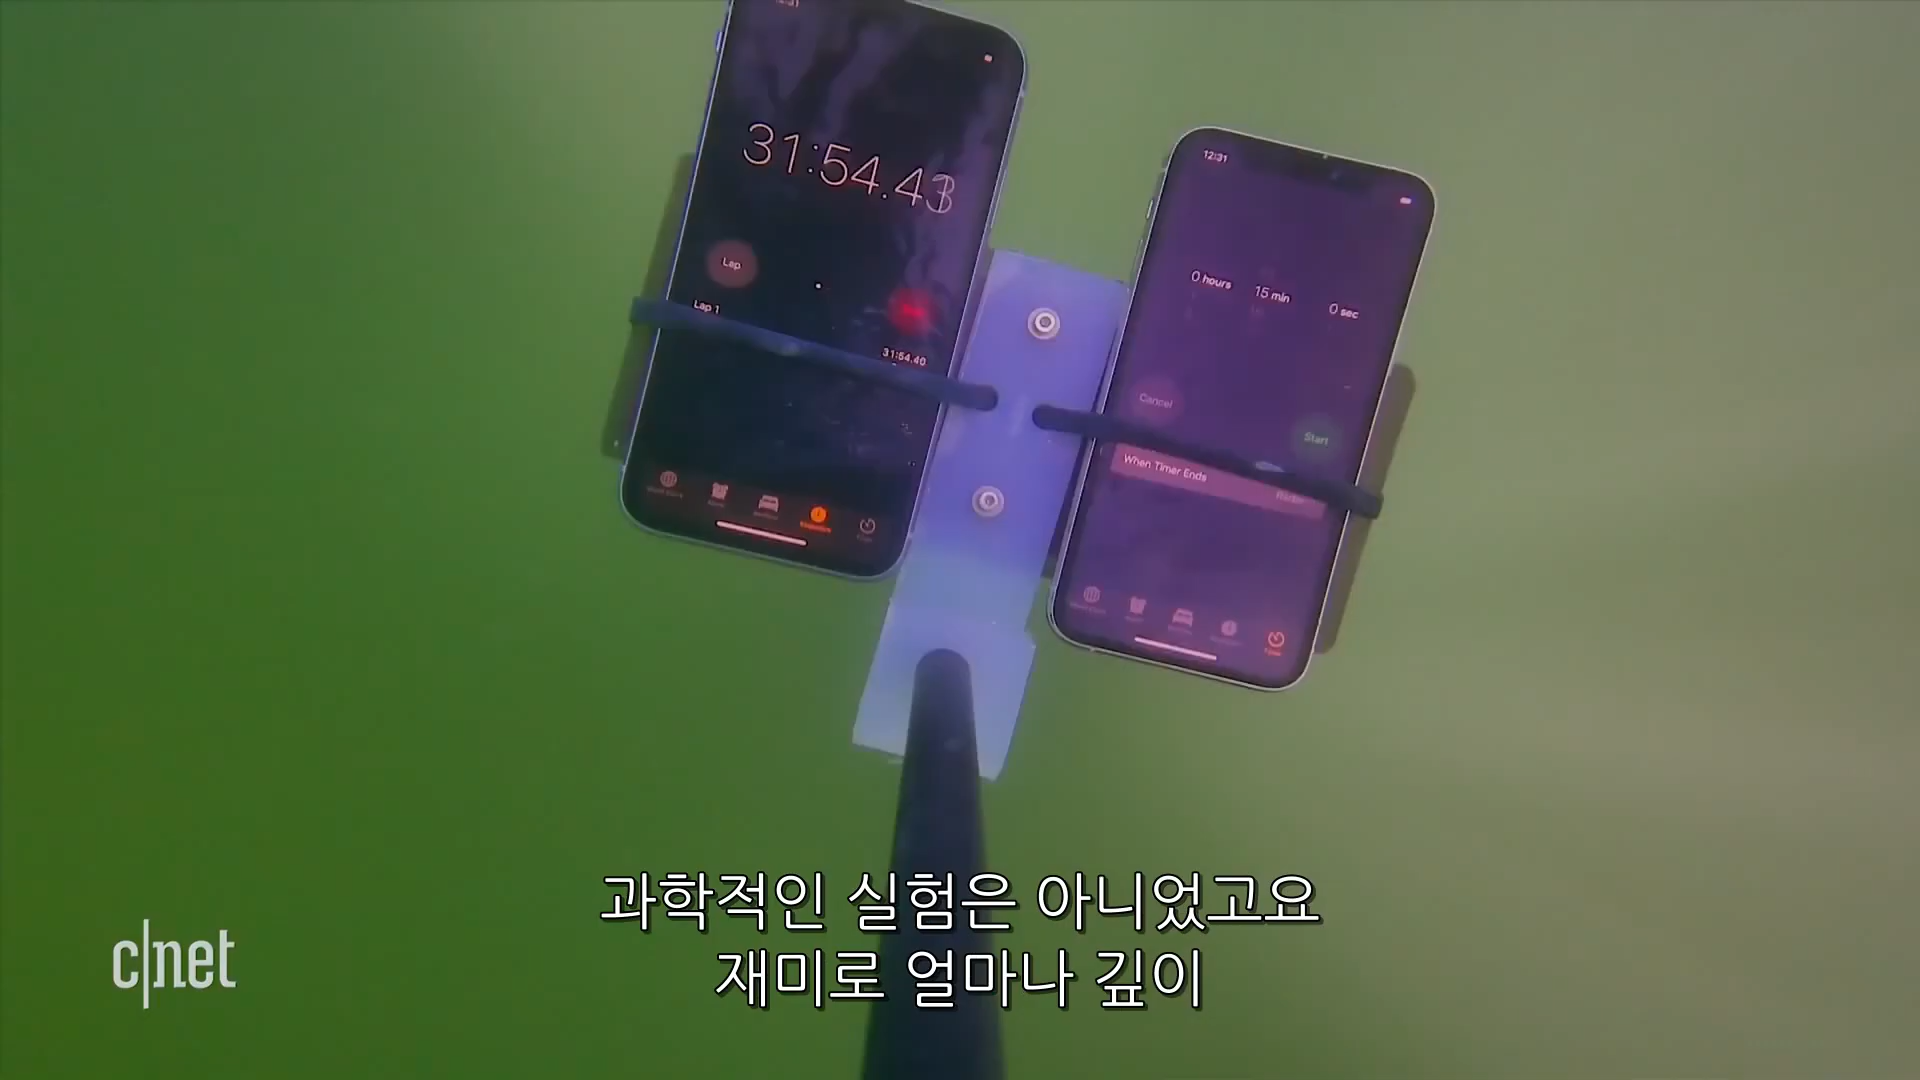 12:31
31:54.43
Lap
Lap 1
31:54.40
12:31
0 hours
15 min
0 sec
Cancel
Start
When Timer Ends
c|net
과학적인 실험은 아니었고요
재미로 얼마나 깊이